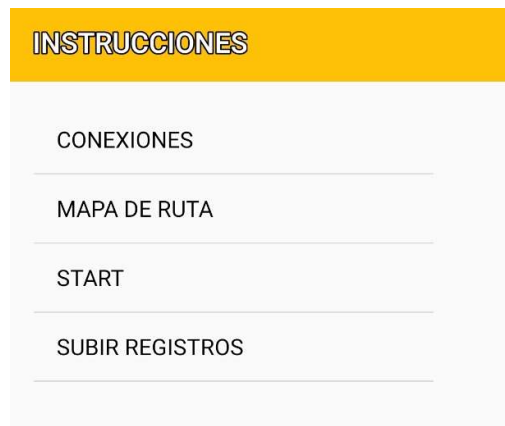 INSTRUCCIONES
CONEXIONES
MAPA DE RUTA
START
SUBIR REGISTROS